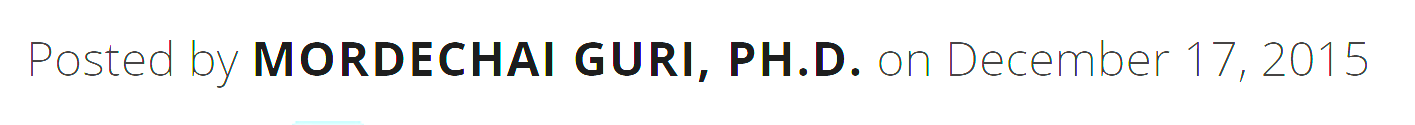 Posted by MORDECHAI GURI, PH.D. on December 17, 2015